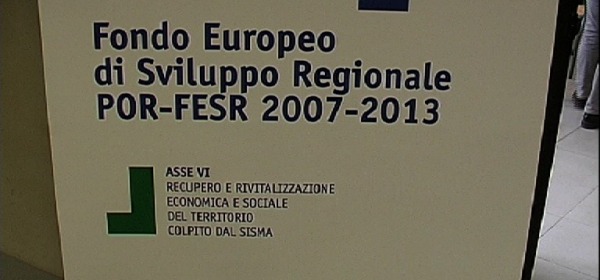 Fondo Europeo
di Sviluppo Regionale
POR-FESR 2007-2013
ASSE VI
RECUPERO E RIVITALIZZAZIONE
ECONOMICA E SOCIALE
DEL TERRITORIO
COLPITO DAL SISMA